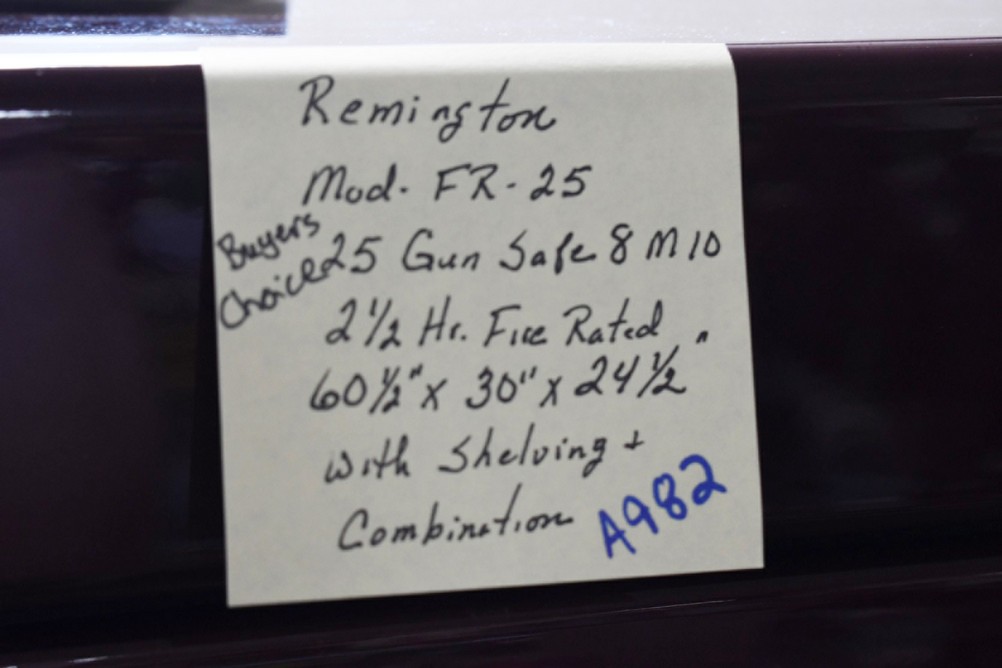 Remington
Mod. FR-25
Buyers
Choice
25 Gun Safe 8 M 10
2 1/2 Hr. Fire Rated
60 1/2" x 30" x 24 1/2"
with Shelving +
Combination
A982